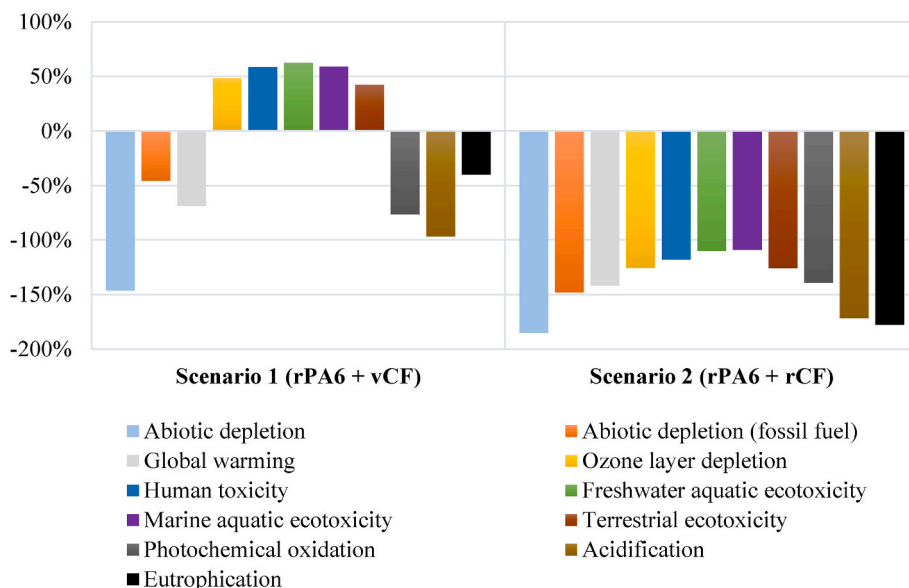 100%
50%
0%
-50%
-100%
-150%
-200%
Scenario 1 (rPA6 + vCF) Scenario 2 (rPA6 + rCF)
Abiotic depletion Abiotic depletion (fossil fuel)
Global warming Ozone layer depletion
Human toxicity Freshwater aquatic ecotoxicity
Marine aquatic ecotoxicity Terrestrial ecotoxicity
Photochemical oxidation Acidification
Eutrophication